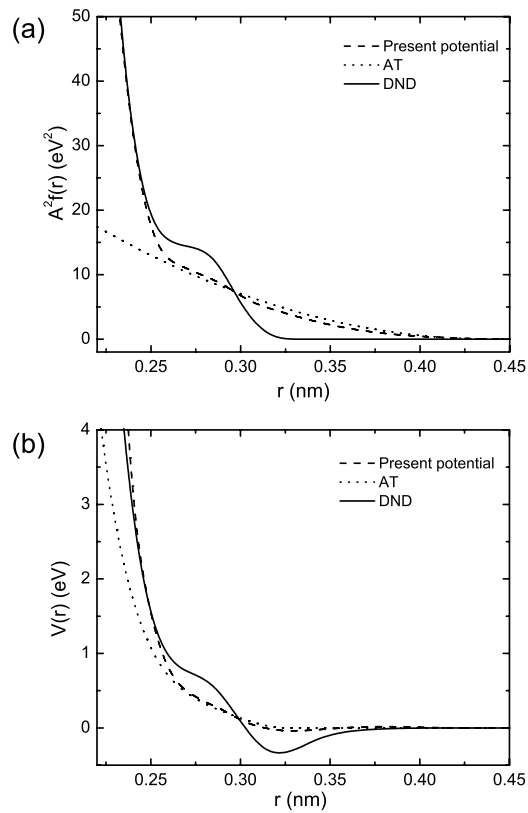 (a)
50
40
30
20
10
0
A²f(r) (eV²)
Present potential
AT
DND
0.25
0.30
0.35
0.40
0.45
r (nm)
(b)
4
3
2
1
0
V(r) (eV)
Present potential
AT
DND
0.25
0.30
0.35
0.40
0.45
r (nm)